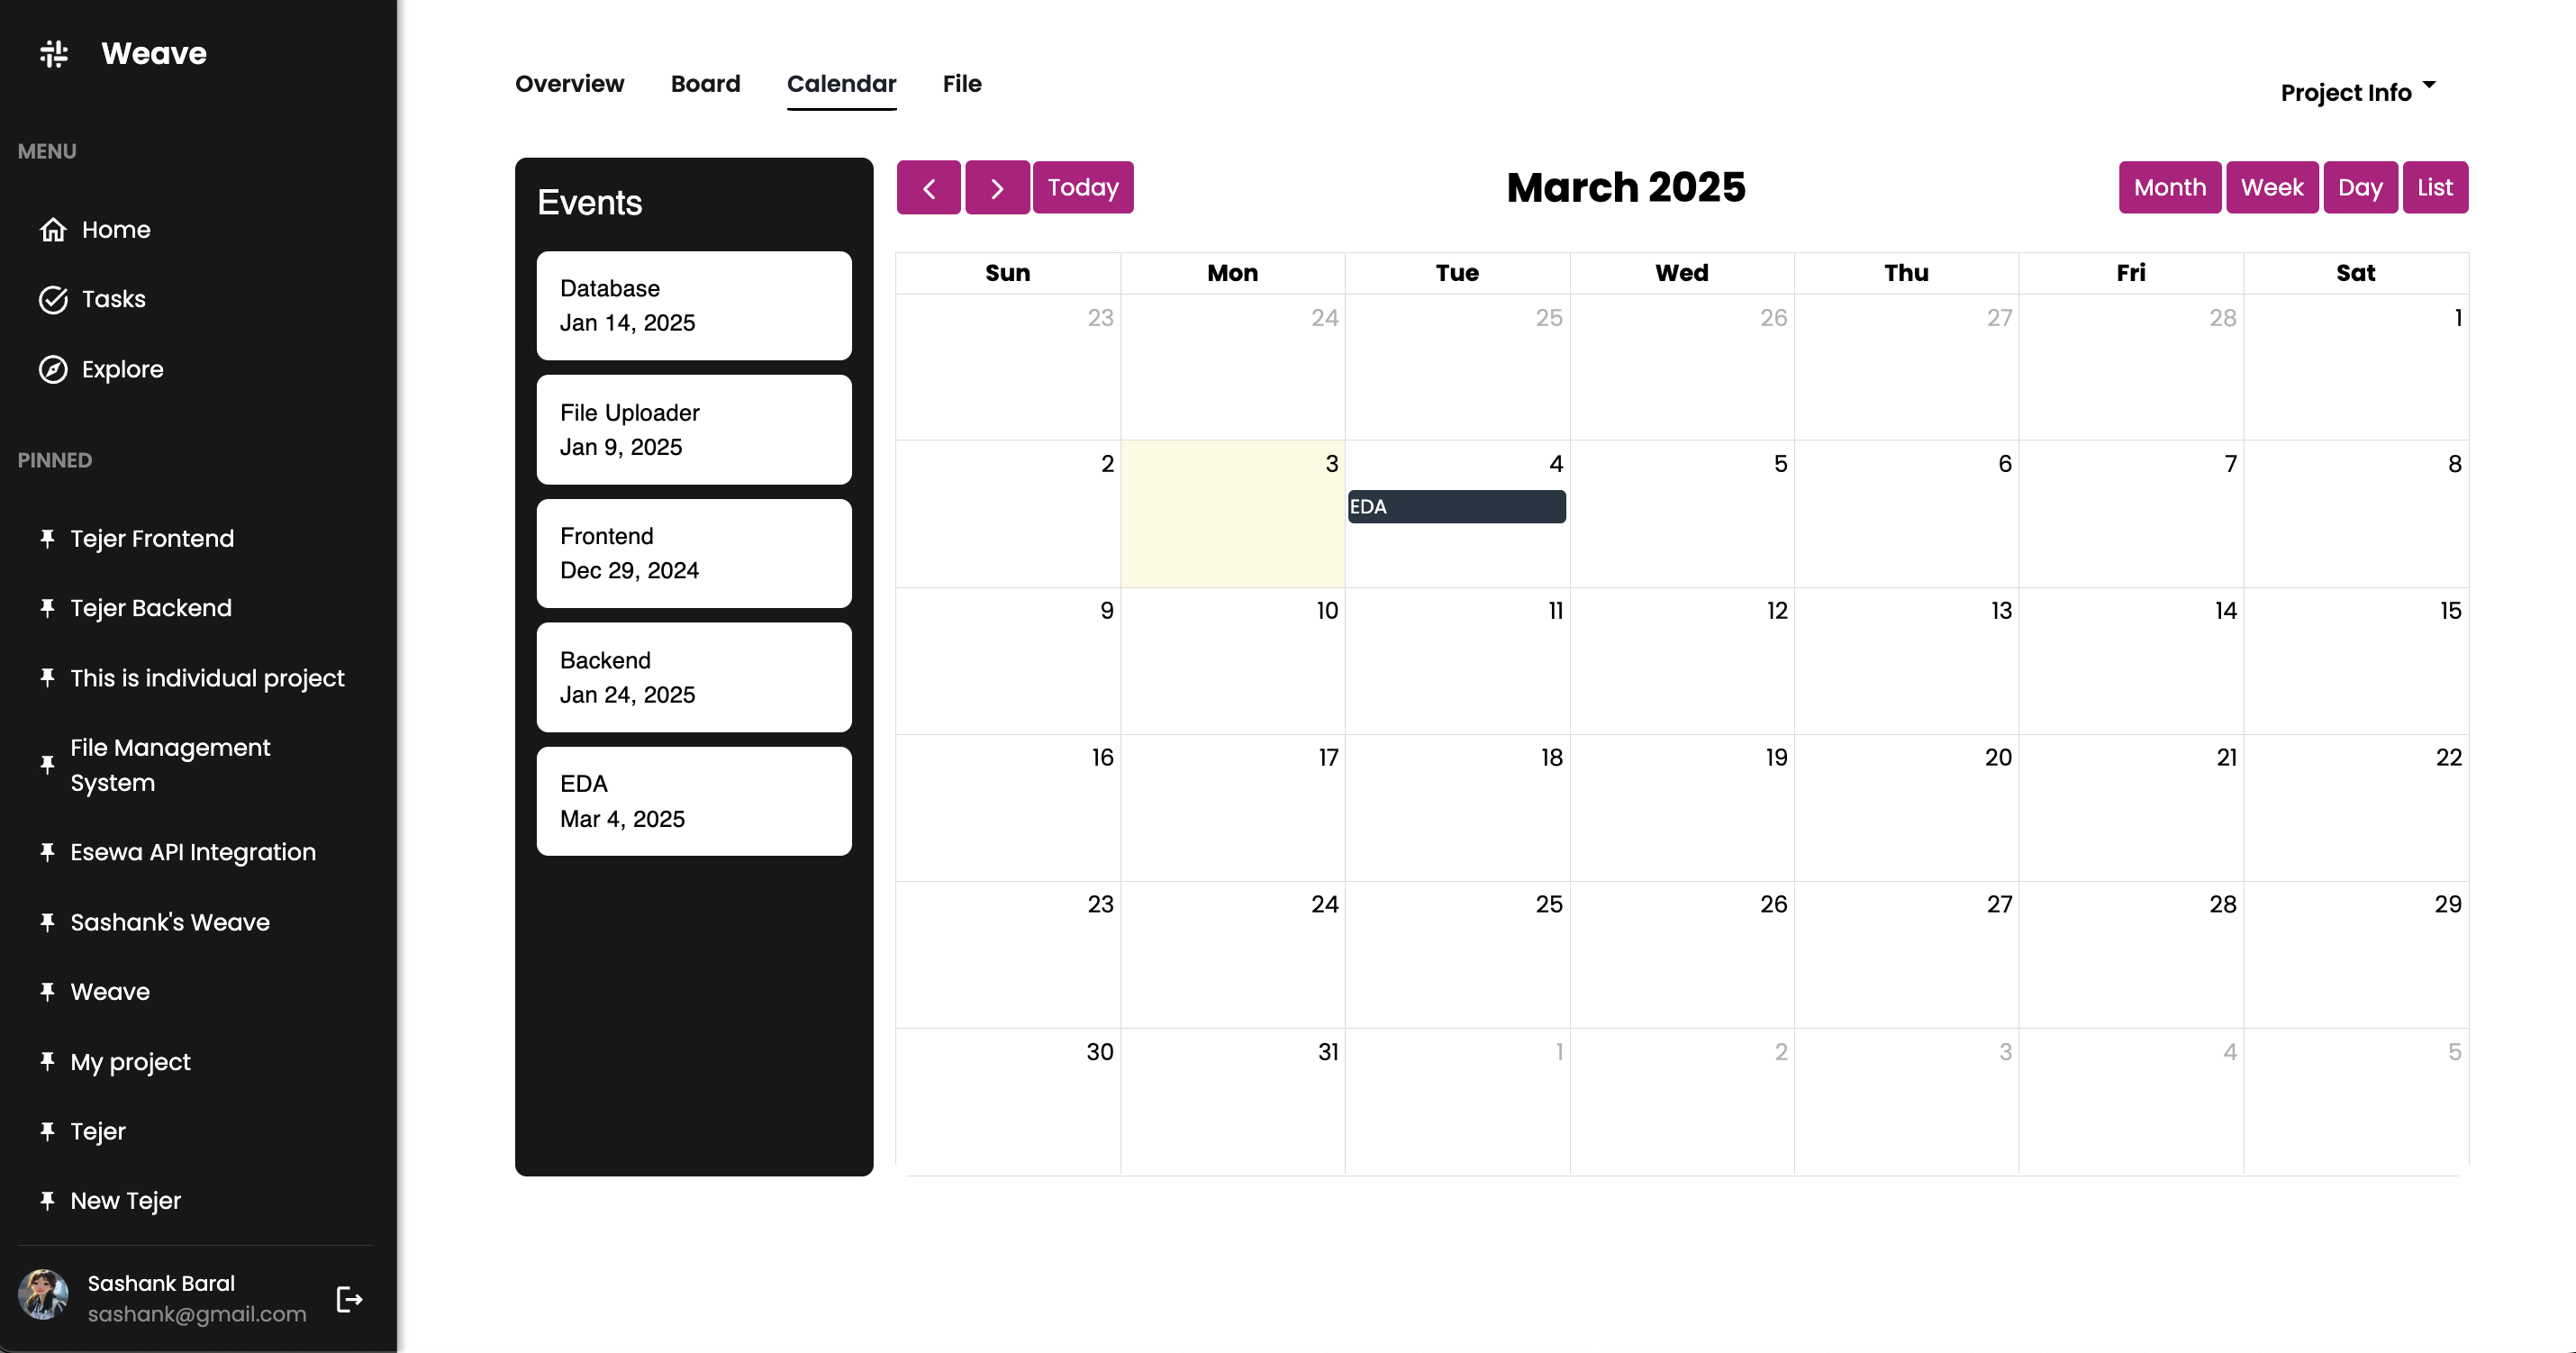 Weave
MENU
Home
Tasks
Explore
PINNED
Tejer Frontend
Tejer Backend
This is individual project
File Management
System
Esewa API Integration
Sashank's Weave
Weave
My project
Tejer
New Tejer
Sashank Baral
sashank@gmail.com
Overview Board Calendar File
Project Info
Events
Database
Jan 14, 2025
File Uploader
Jan 9, 2025
Frontend
Dec 29, 2024
Backend
Jan 24, 2025
EDA
Mar 4, 2025
Today
March 2025
Month Week Day List
Sun Mon Tue Wed Thu Fri Sat
23 24 25 26 27 28 1
2 3 4 5 6 7 8
EDA
9 10 11 12 13 14 15
16 17 18 19 20 21 22
23 24 25 26 27 28 29
30 31 1 2 3 4 5